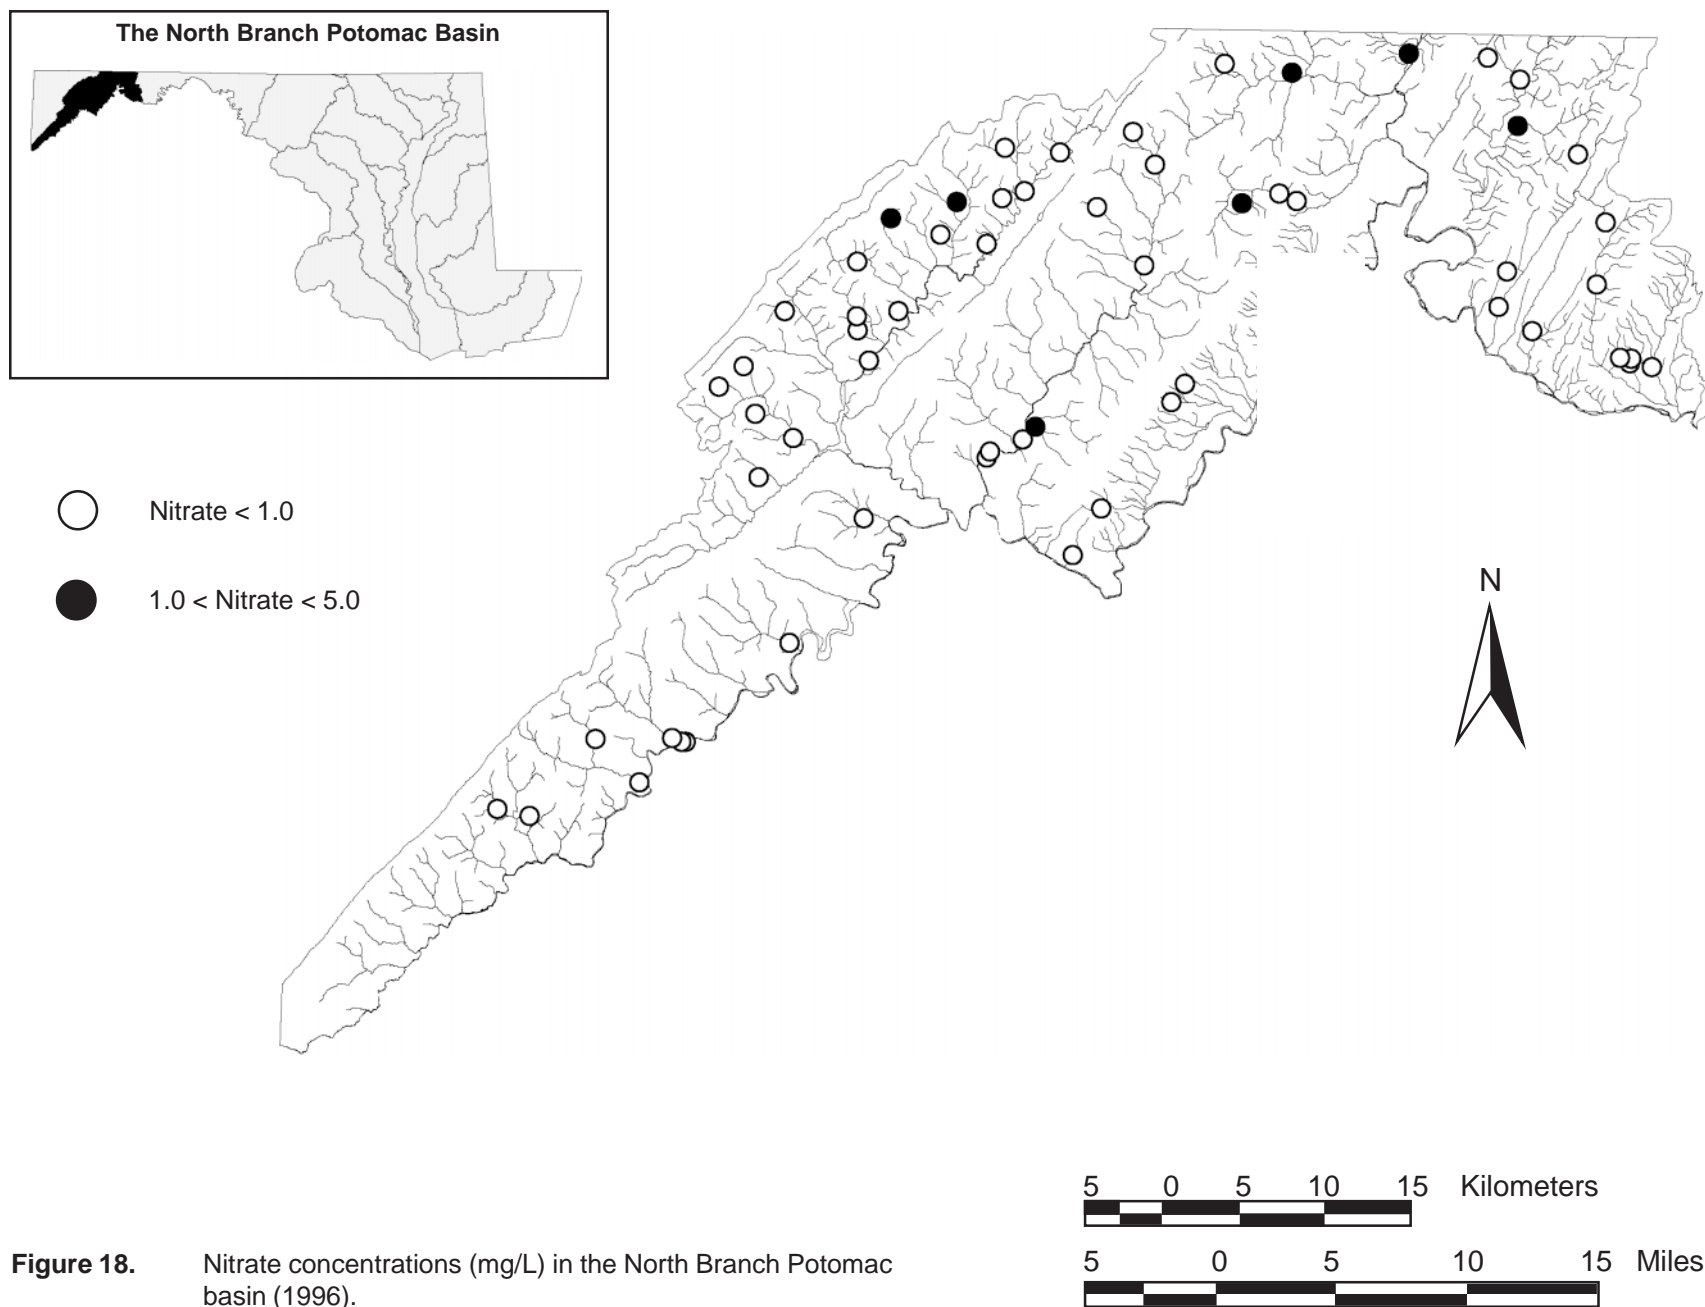 The North Branch Potomac Basin
Nitrate < 1.0
1.0 < Nitrate < 5.0
N
5 0 5 10 15 Kilometers
5 0 5 10 15 Miles
Figure 18. Nitrate concentrations (mg/L) in the North Branch Potomac
basin (1996).